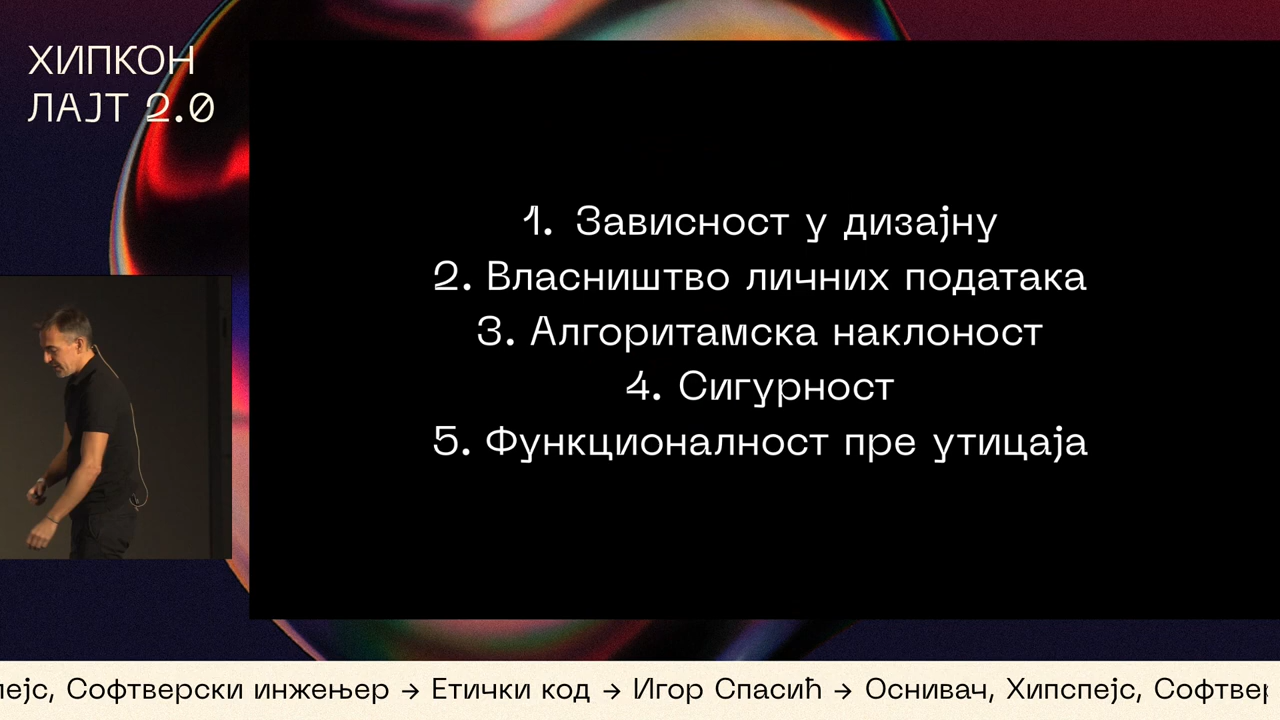 ХИПКОН
ЛАЈТ 2.0
1. Зависност у дизајну
2. Власништво личних података
3. Алгоритамска наклоност
4. Сигурност
5. Функционалност пре утицаја
Софтверски инжењер → Етички код → Игор Спасић → Оснивач, Хипспејс,